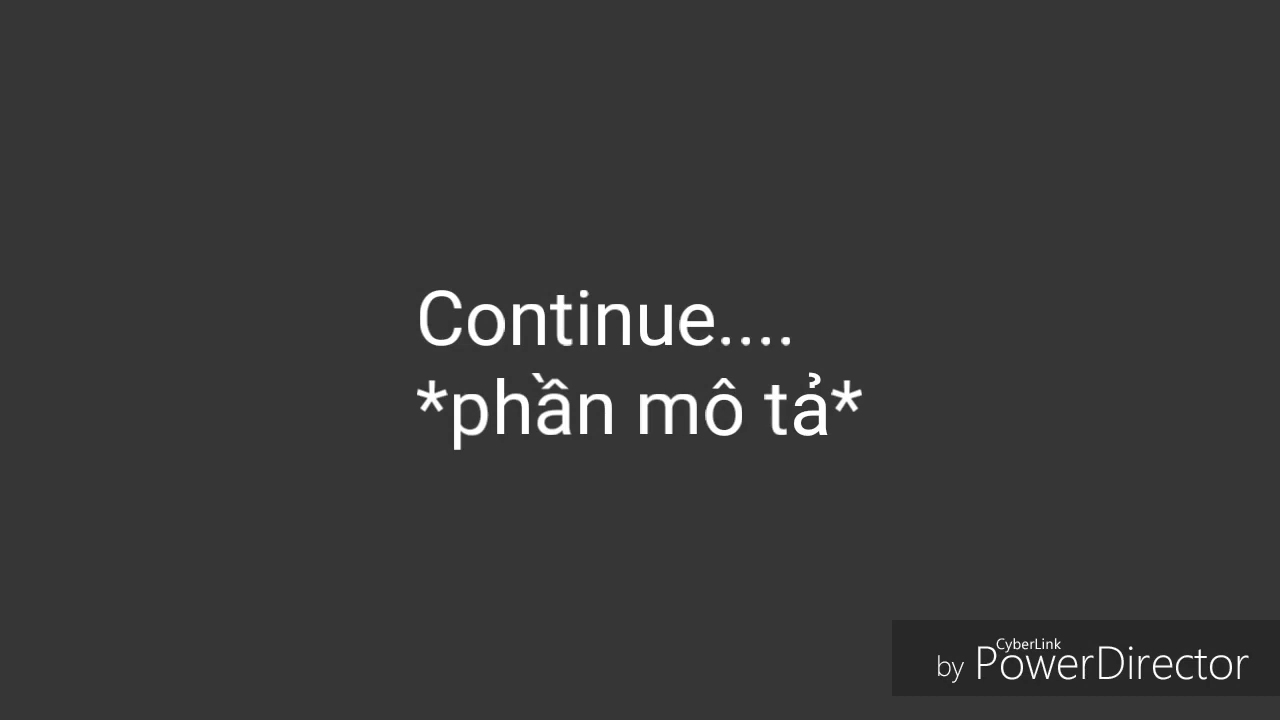 Continue....
*phần mô tả*
CyberLink
by PowerDirector